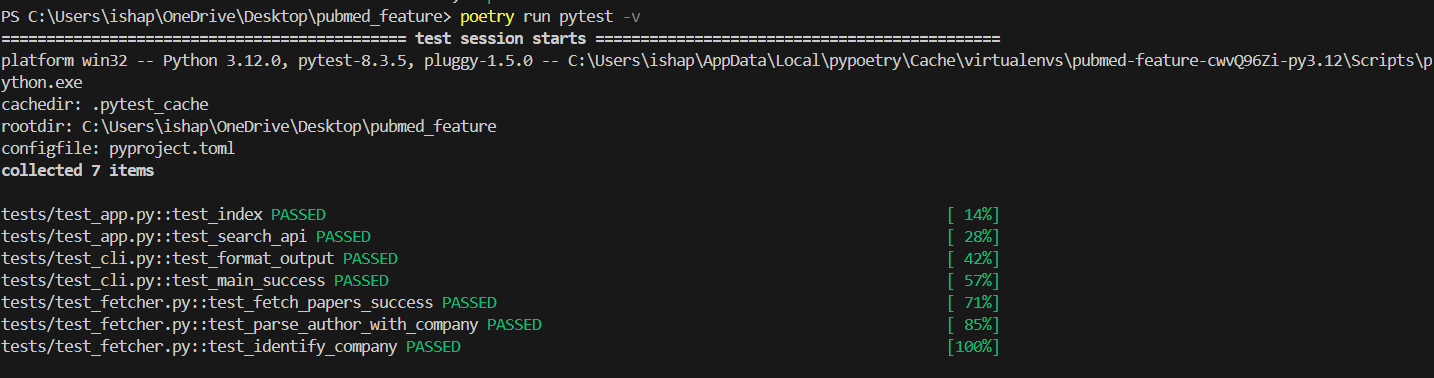 PS C:\Users\ishap\OneDrive\Desktop\pubmed_feature> poetry run pytest -v
============================================= test session starts =============================================
platform win32 -- Python 3.12.0, pytest-8.3.5, pluggy-1.5.0 -- C:\Users\ishap\AppData\Local\pypoetry\Cache\virtualenvs\pubmed-feature-cwvQ96Zi-py3.12\Scripts\p
ython.exe
cachedir: .pytest_cache
rootdir: C:\Users\ishap\OneDrive\Desktop\pubmed_feature
configfile: pyproject.toml
collected 7 items
tests/test_app.py::test_index PASSED [ 14%]
tests/test_app.py::test_search_api PASSED [ 28%]
tests/test_cli.py::test_format_output PASSED [ 42%]
tests/test_cli.py::test_main_success PASSED [ 57%]
tests/test_fetcher.py::test_fetch_papers_success PASSED [ 71%]
tests/test_fetcher.py::test_parse_author_with_company PASSED [ 85%]
tests/test_fetcher.py::test_identify_company PASSED [100%]